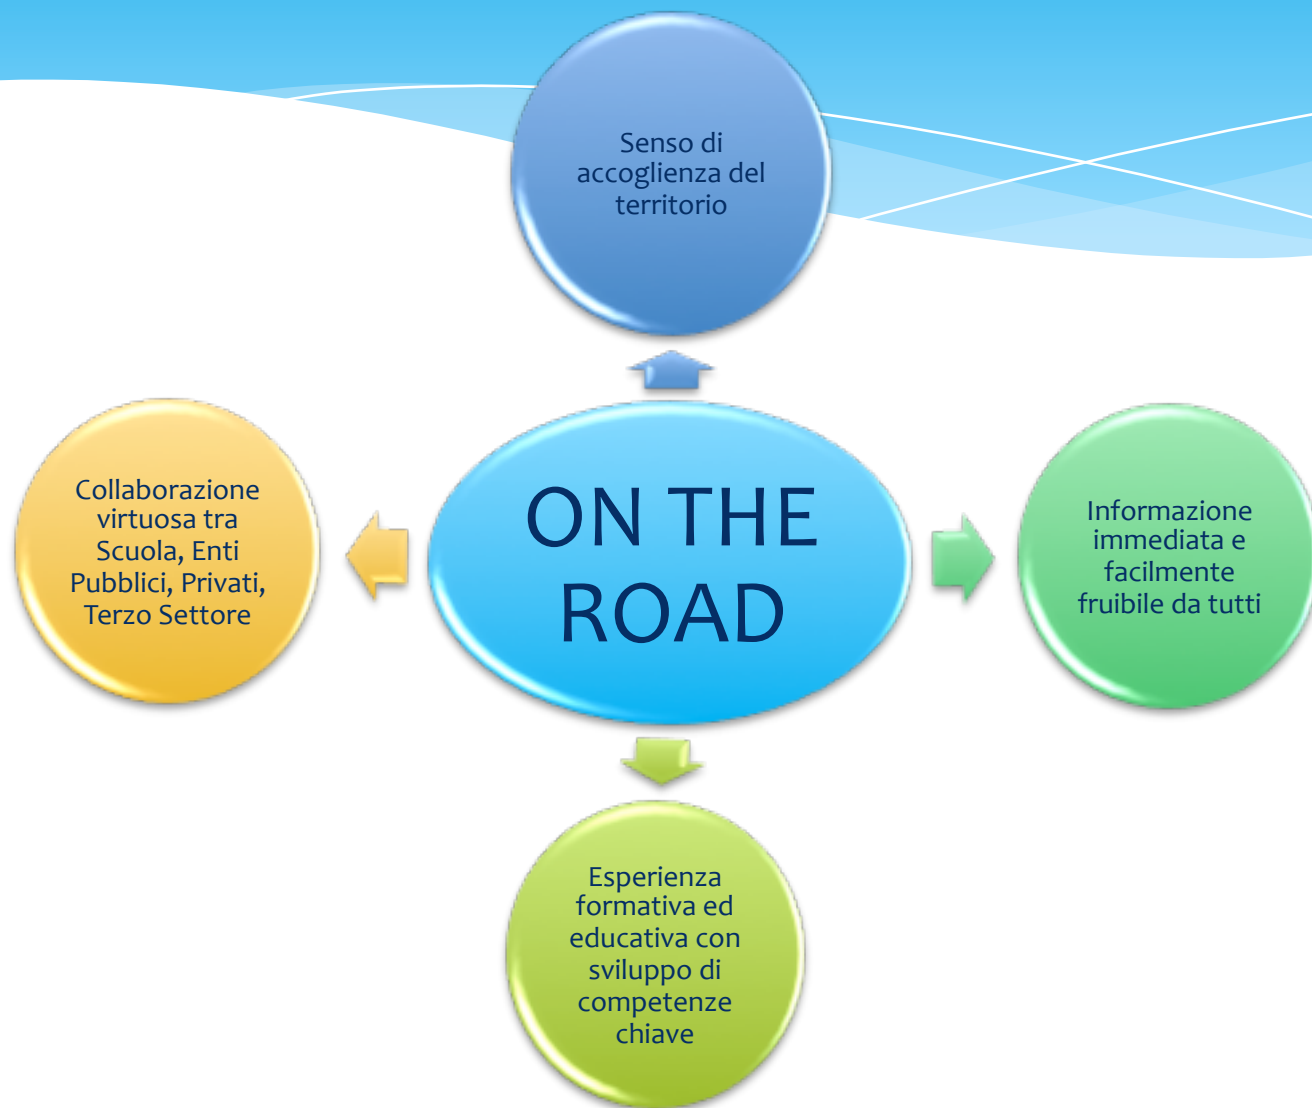 Senso di
accoglienza del
territorio
Collaborazione
virtuosa tra
Scuola, Enti
Pubblici, Privati,
Terzo Settore
ON THE
ROAD
Informazione
immediata e
facilmente
fruibile da tutti
Esperienza
formativa ed
educativa con
sviluppo di
competenze
chiave